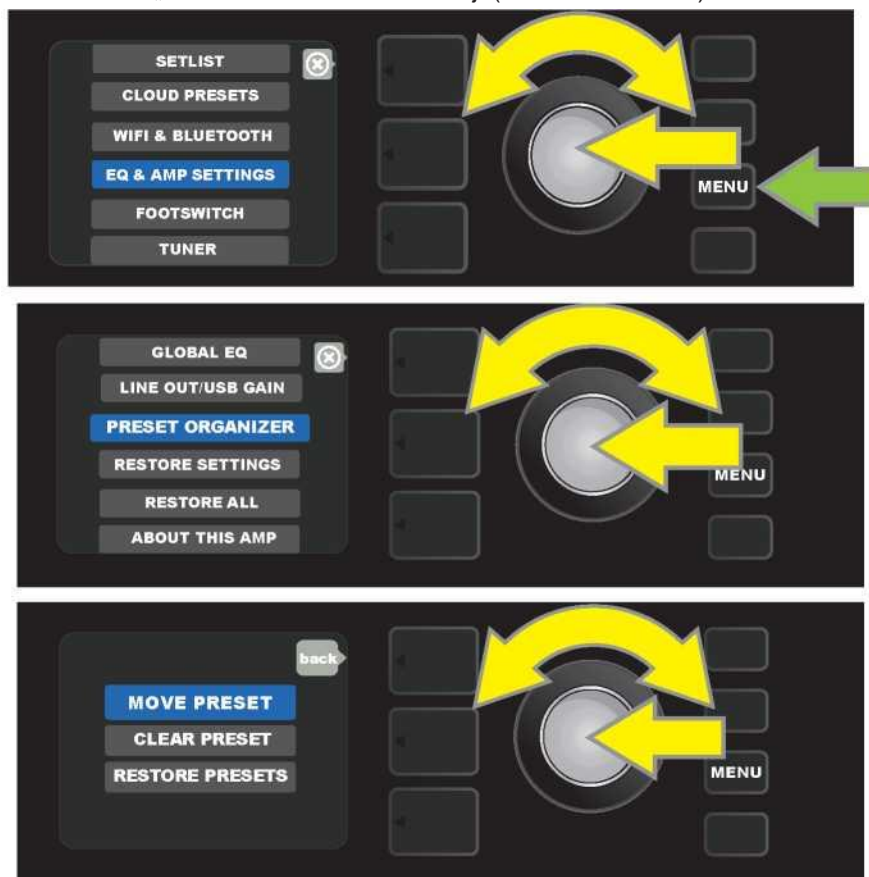 SETLIST
CLOUD PRESETS
WIFI & BLUETOOTH
EQ & AMP SETTINGS
FOOTSWITCH
TUNER
MENU
GLOBAL EQ
LINE OUT/USB GAIN
PRESET ORGANIZER
RESTORE SETTINGS
RESTORE ALL
ABOUT THIS AMP
MENU
back
MOVE PRESET
CLEAR PRESET
RESTORE PRESETS
MENU